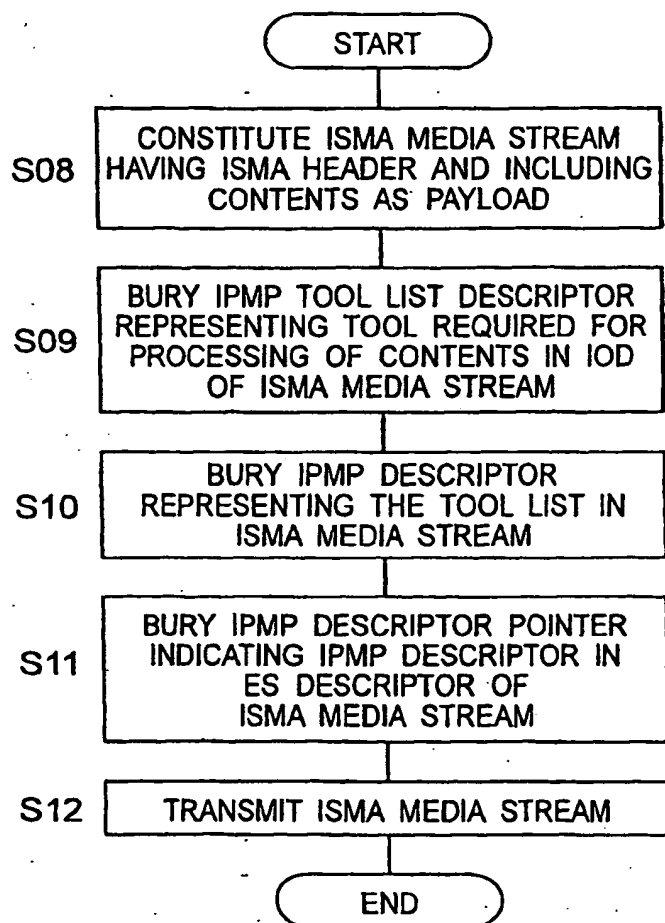 START
S08
CONSTITUTE ISMA MEDIA STREAM
HAVING ISMA HEADER AND INCLUDING
CONTENTS AS PAYLOAD
S09
BURY IPMP TOOL LIST DESCRIPTOR
REPRESENTING TOOL REQUIRED FOR
PROCESSING OF CONTENTS IN IOD
OF ISMA MEDIA STREAM
S10
BURY IPMP DESCRIPTOR
REPRESENTING THE TOOL LIST IN
ISMA MEDIA STREAM
S11
BURY IPMP DESCRIPTOR POINTER
INDICATING IPMP DESCRIPTOR IN
ES DESCRIPTOR OF
ISMA MEDIA STREAM
S12
TRANSMIT ISMA MEDIA STREAM
END